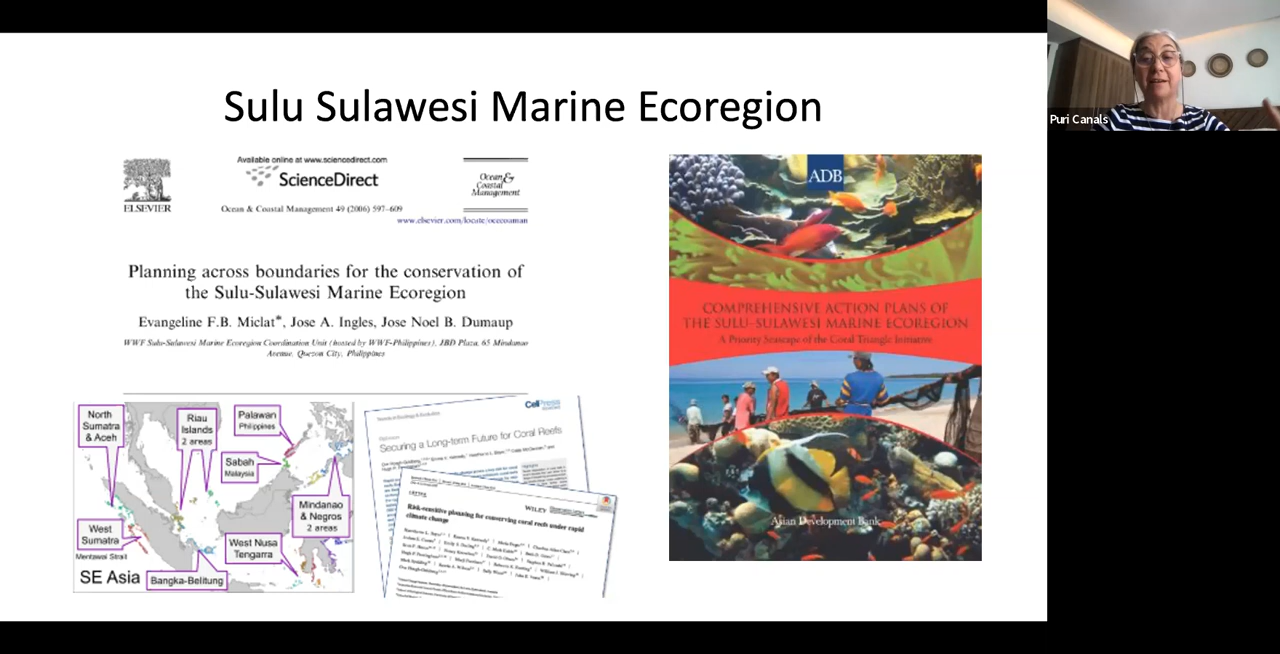 Sulu Sulawesi Marine Ecoregion
ELSEVIER
Available online at www.sciencedirect.com
ScienceDirect
Ocean & Coastal Management 49 (2006) 597–609
Ocean&
Coastal
Management
www.elsevier.com/locate/ocecoaman
Planning across boundaries for the conservation of
the Sulu-Sulawesi Marine Ecoregion
Evangeline F.B. Miclat*, Jose A. Ingles, Jose Noel B. Dumaup
WWF Sulu-Sulawesi Marine Ecoregion Coordination Unit (hosted by WWF-Philippines), JBD Plaza, 65 Mindanao
Avenue, Quezon City, Philippines
North
Sumatra
& Aceh
Riau
Islands
2 areas
Palawan
Philippines
Sabah
Malaysia
Mindanao
& Negros
2 areas
West
Sumatra
Mentawai Strait
West Nusa
Tengarra
SE Asia
Bangka-Belitung
CellPress
Securing a Long-term Future for Coral Reefs
LETTER
WILEY
Risk-sensitive planning for conserving coral reefs under rapid
climate change
ADB
COMPREHENSIVE ACTION PLANS OF
THE SULU-SULAWESI MARINE ECOREGION
A Priority Seascape of the Coral Triangle Initiative
Asian Development Bank
Puri Canals